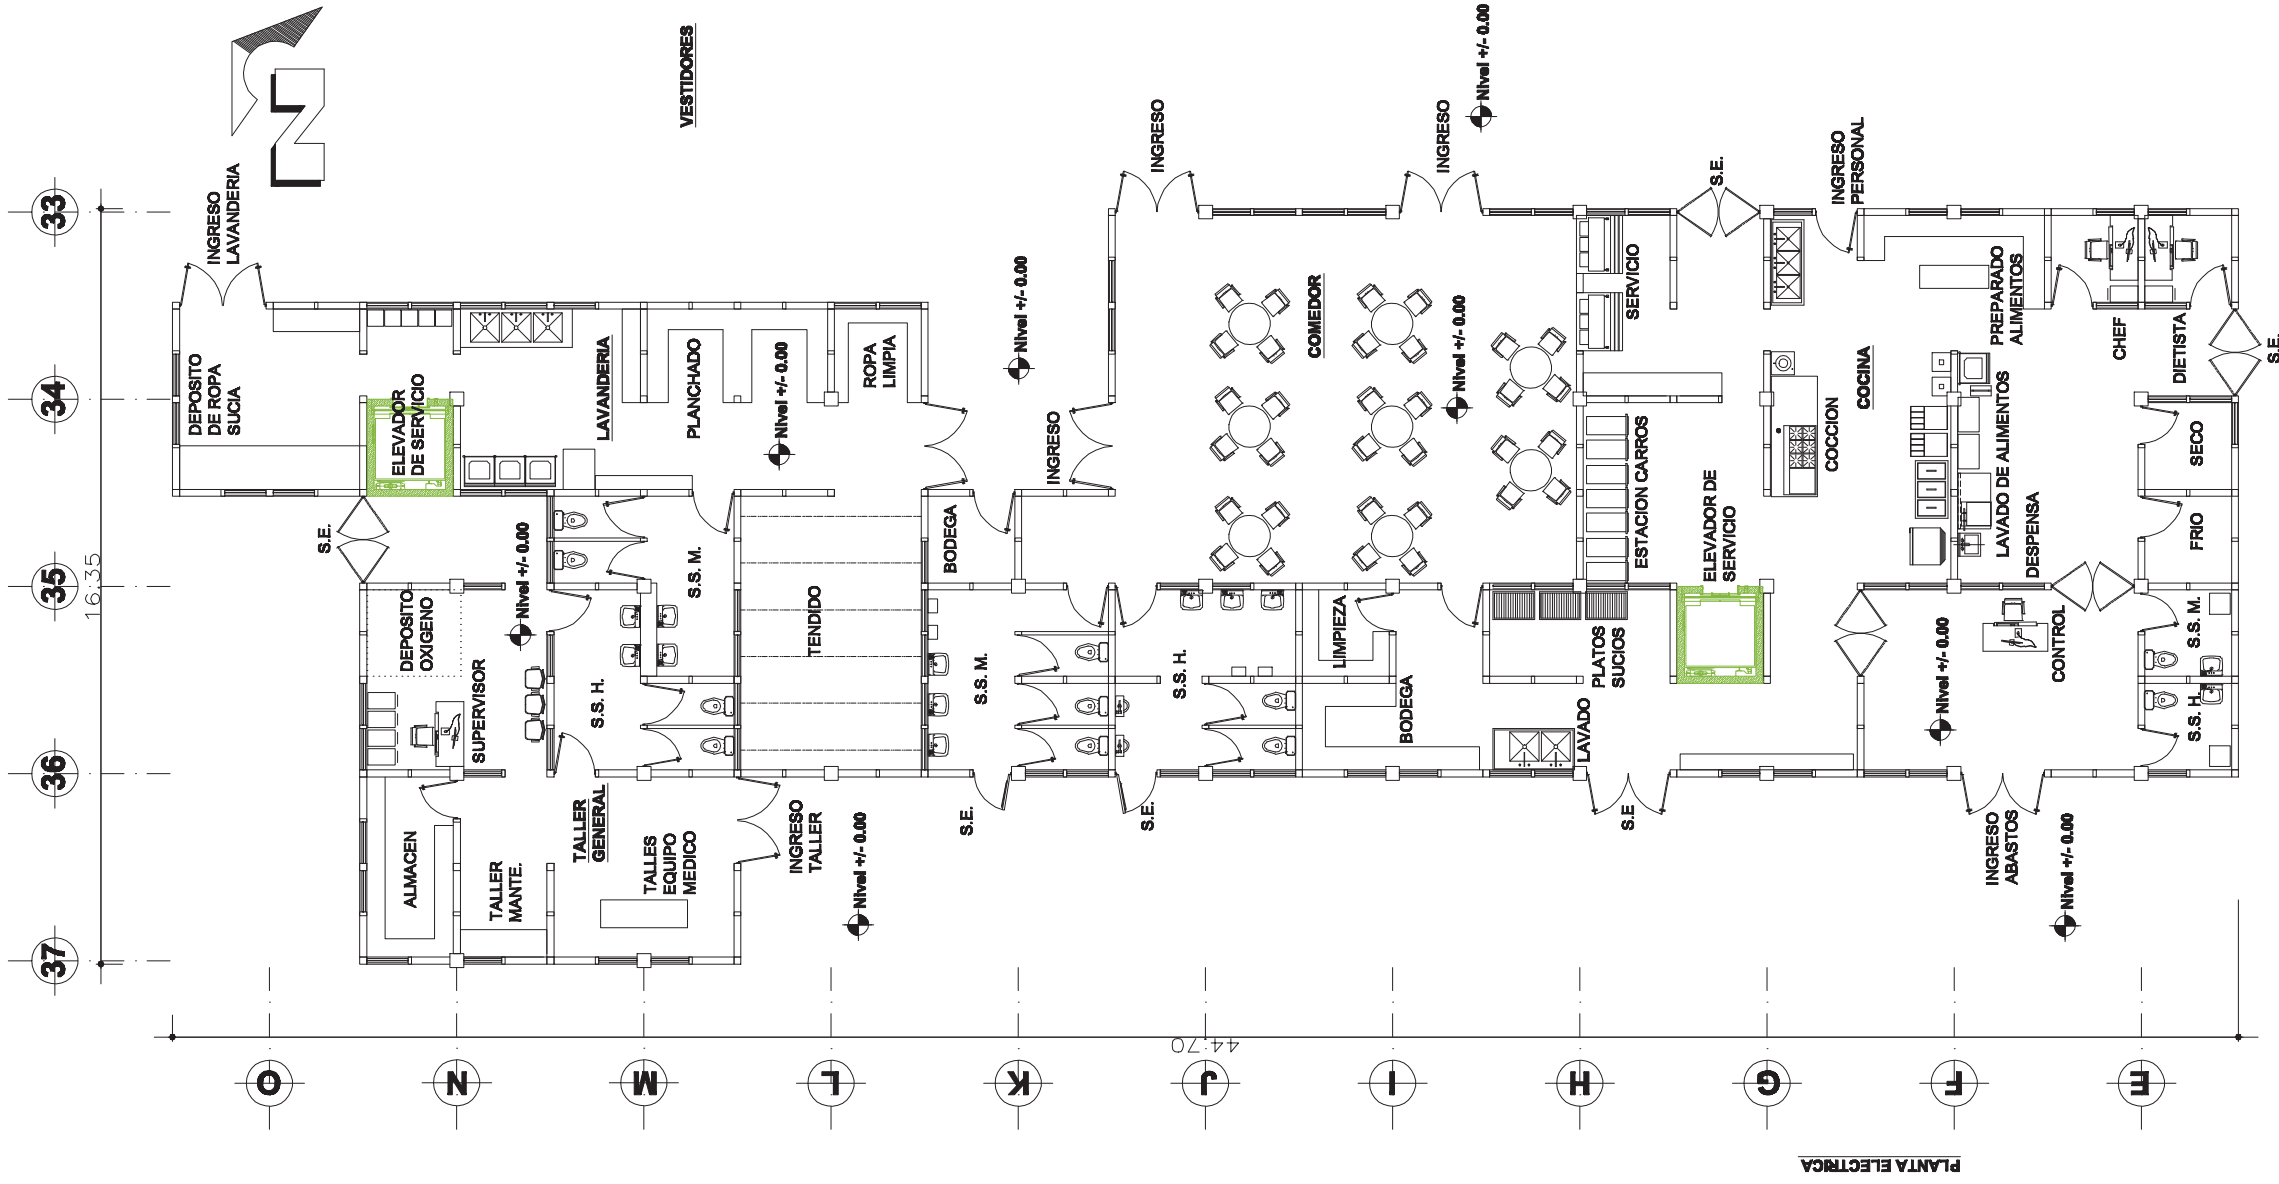 N
VESTIDORES
33
34
35
36
37
16.35
INGRESO
LAVANDERIA
DEPOSITO
DE ROPA
SUCIA
ELEVADOR
DE SERVICIO
LAVANDERIA
PLANCHADO
Nivel +/- 0.00
ROPA
LIMPIA
Nivel +/- 0.00
INGRESO
S.E.
Nivel +/- 0.00
S.S. M.
TENDIDO
BODEGA
DEPOSITO
OXIGENO
SUPERVISOR
S.S. H.
S.S. M.
ALMACEN
TALLER
MANTE.
TALLER
GENERAL
TALLES
EQUIPO
MEDICO
INGRESO
TALLER
Nivel +/- 0.00
S.E.
S.E.
INGRESO
INGRESO
Nivel +/- 0.00
COMEDOR
Nivel +/- 0.00
SERVICIO
S.E.
INGRESO
PERSONAL
ESTACION CARROS
ELEVADOR DE
SERVICIO
COCCION
COCINA
PREPARADO
ALIMENTOS
LAVADO DE ALIMENTOS
DESPENSA
CHEF
DIETISTA
S.E.
SECO
FRIO
S.S. H.
LIMPIEZA
BODEGA
PLATOS
SUCIOS
LAVADO
S.E
Nivel +/- 0.00
CONTROL
S.S. M.
S.S. H.
INGRESO
ABASTOS
Nivel +/- 0.00
44.70
O
N
M
L
K
J
I
H
G
F
E
PLANTA ELECTRICA